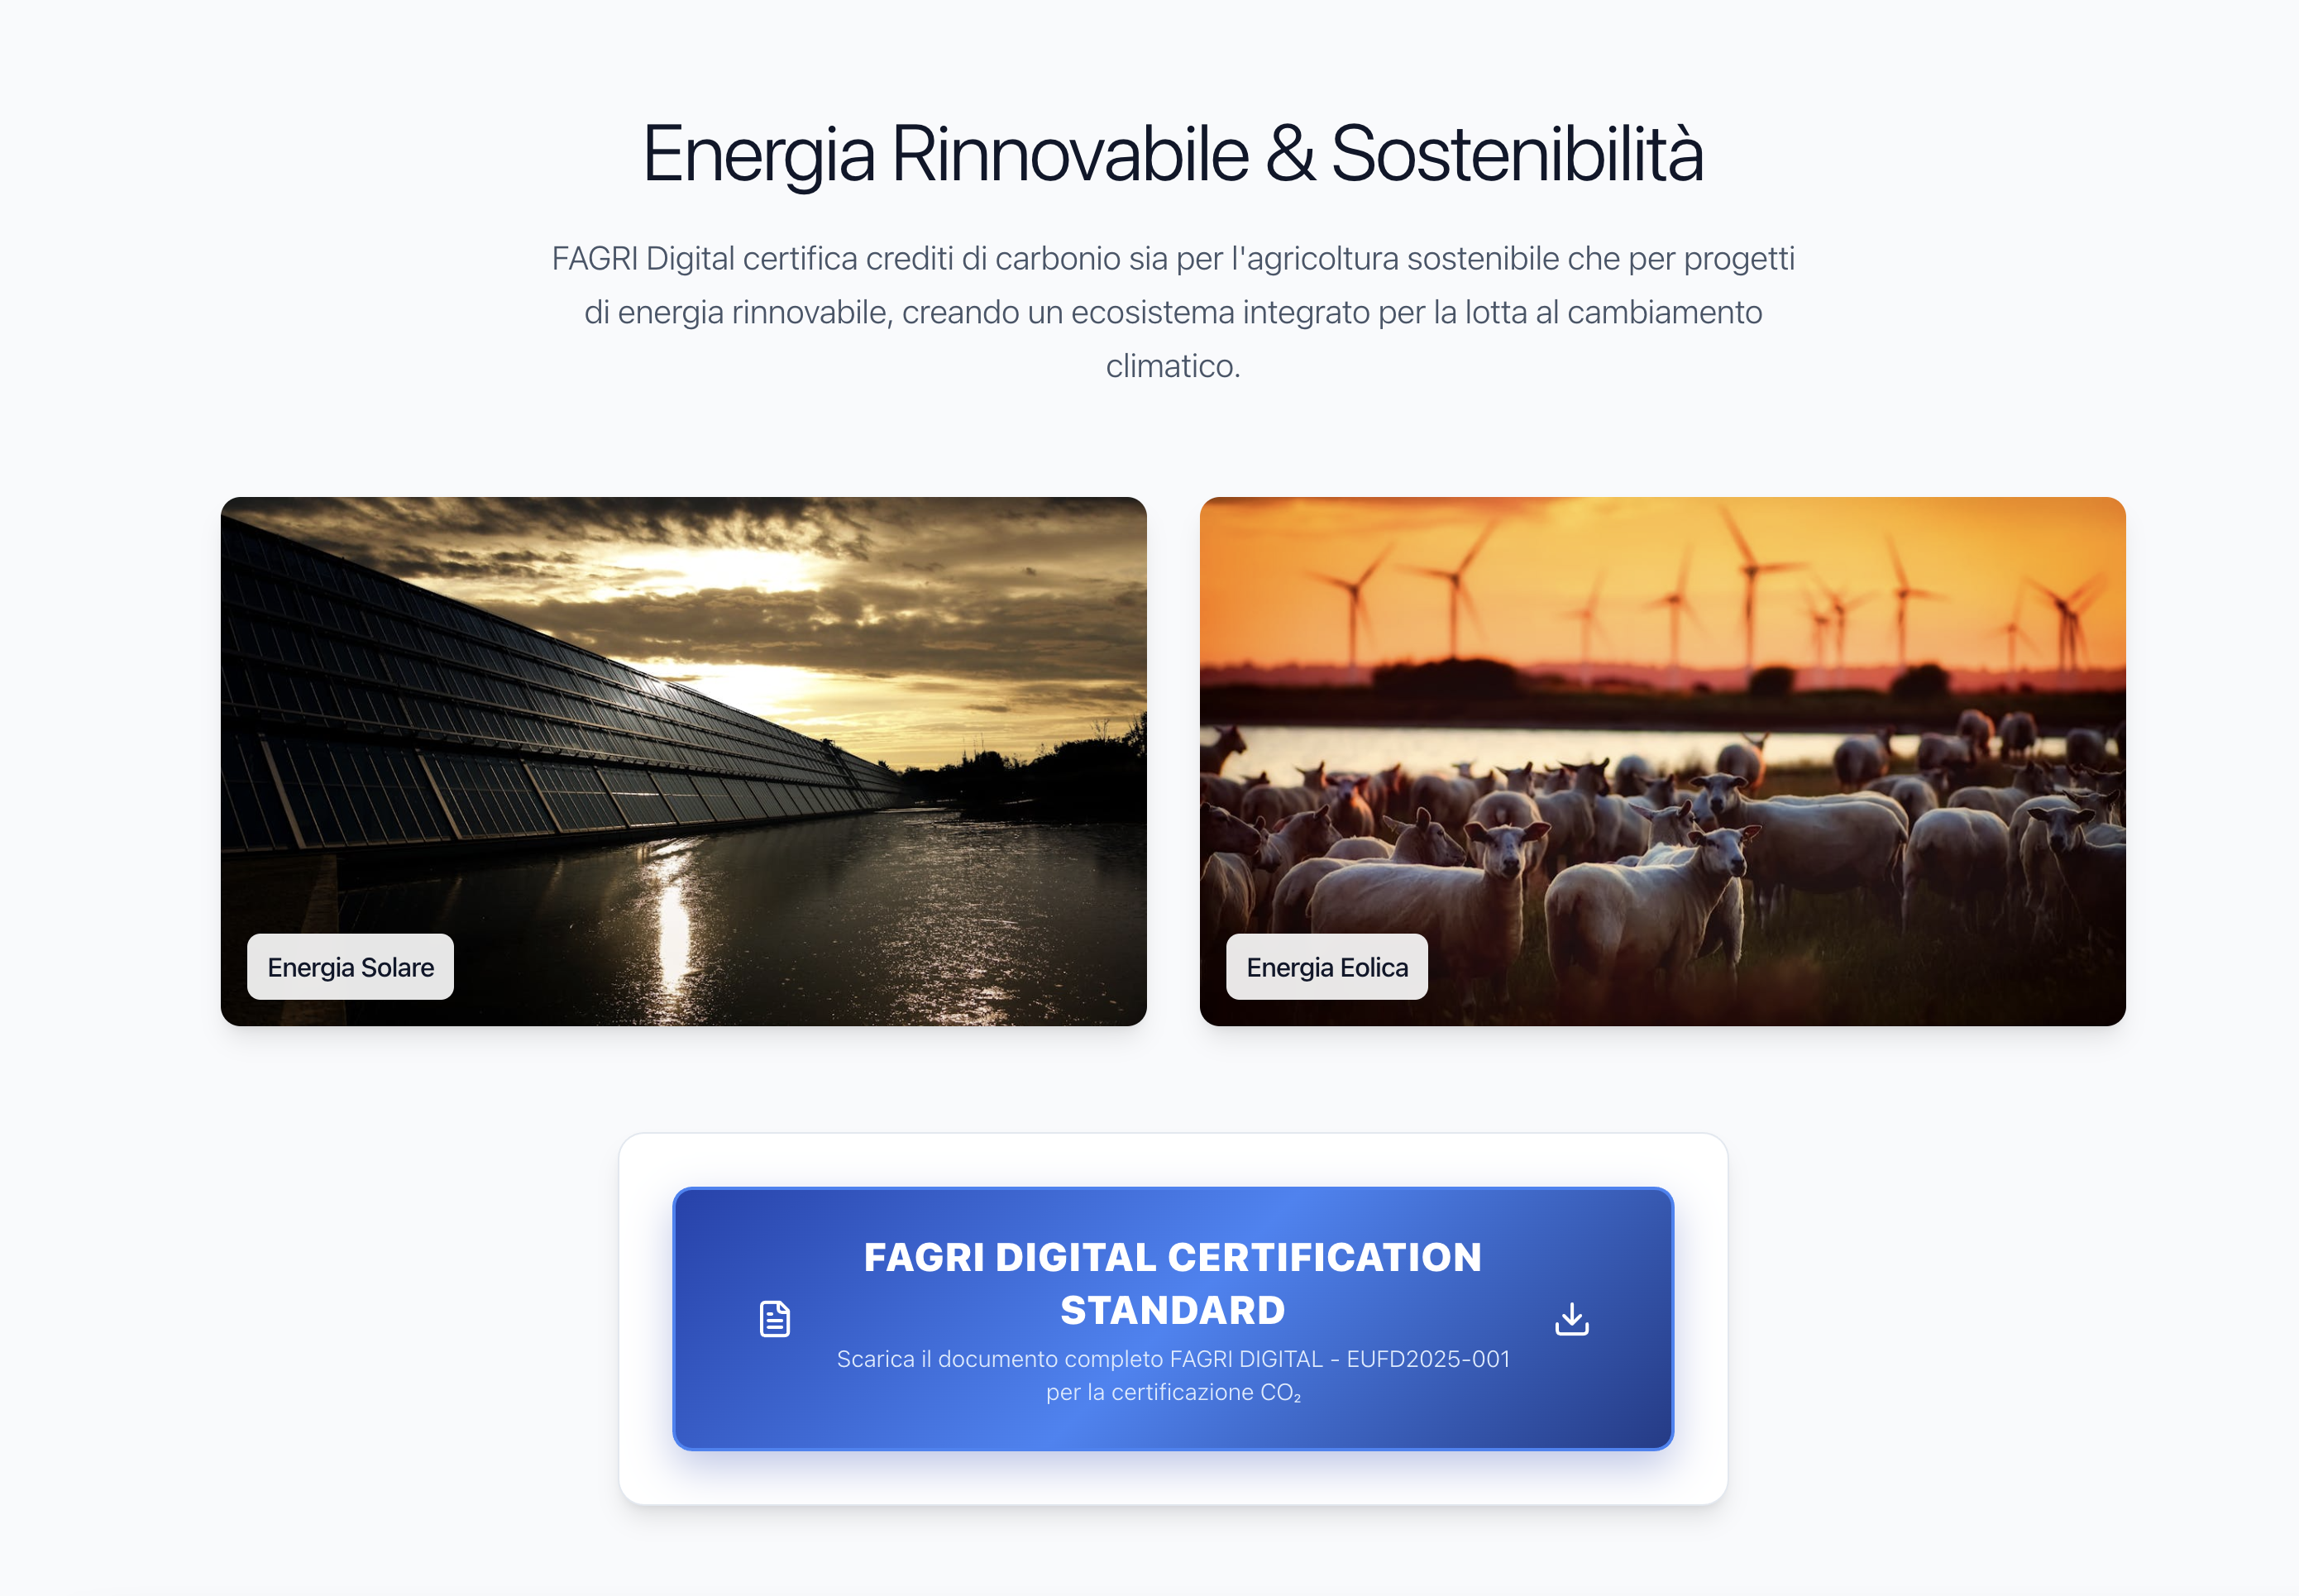 Energia Rinnovabile & Sostenibilità
FAGRI Digital certifica crediti di carbonio sia per l'agricoltura sostenibile che per progetti
di energia rinnovabile, creando un ecosistema integrato per la lotta al cambiamento
climatico.
Energia Solare
Energia Eolica
FAGRI DIGITAL CERTIFICATION
STANDARD
Scarica il documento completo FAGRI DIGITAL - EUFD2025-001
per la certificazione CO₂